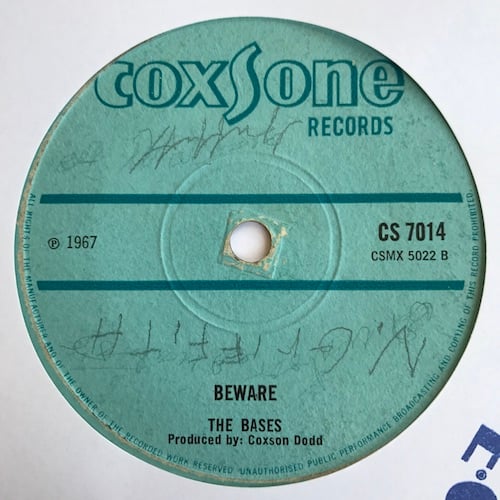 coxsone
RECORDS
℗ 1967
CS 7014
CSMX 5022 B
BEWARE
THE BASES
Produced by: Coxson Dodd
ALL RIGHTS OF THE MANUFACTURER AND OF THE OWNER OF THE RECORDED WORK RESERVED UNAUTHORISED PUBLIC PERFORMANCE BROADCASTING AND COPYING OF THIS RECORD PROHIBITED